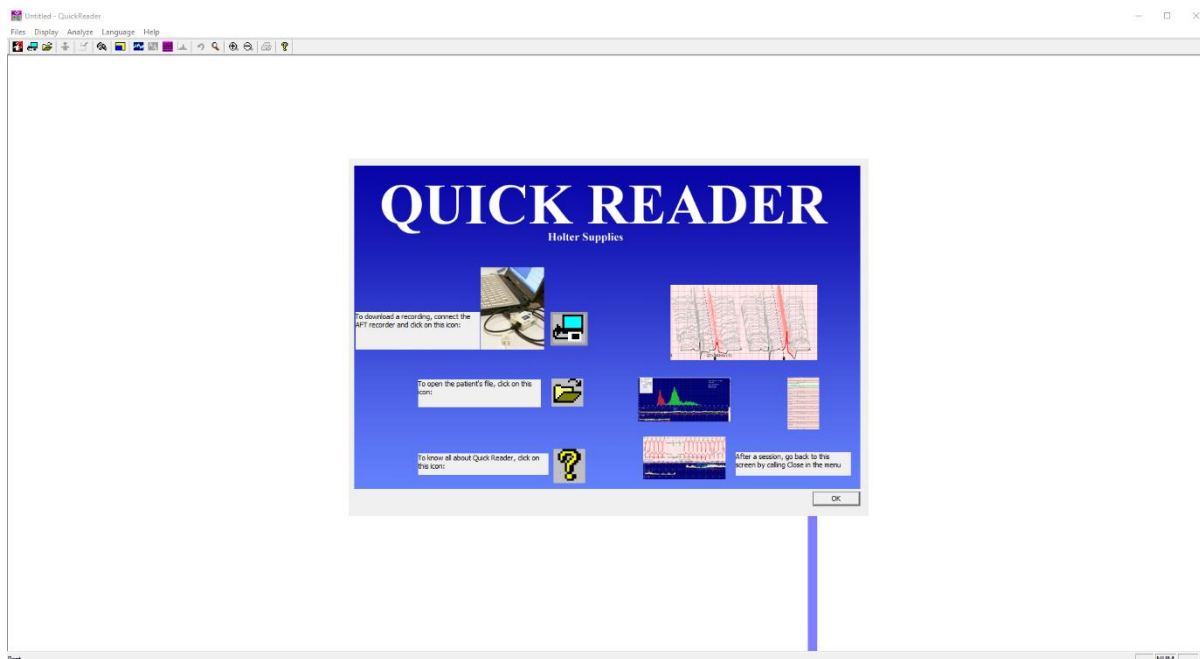 Untitled - QuickReader
Files Display Analyze Language Help
QUICK READER
Holter Supplies
To download a recording, connect the
AFT recorder and click on this icon:
To open the patient's file, click on this
icon:
To know all about Quick Reader, click on
this icon:
After a session, go back to this
screen by calling Close in the menu
OK
NUM